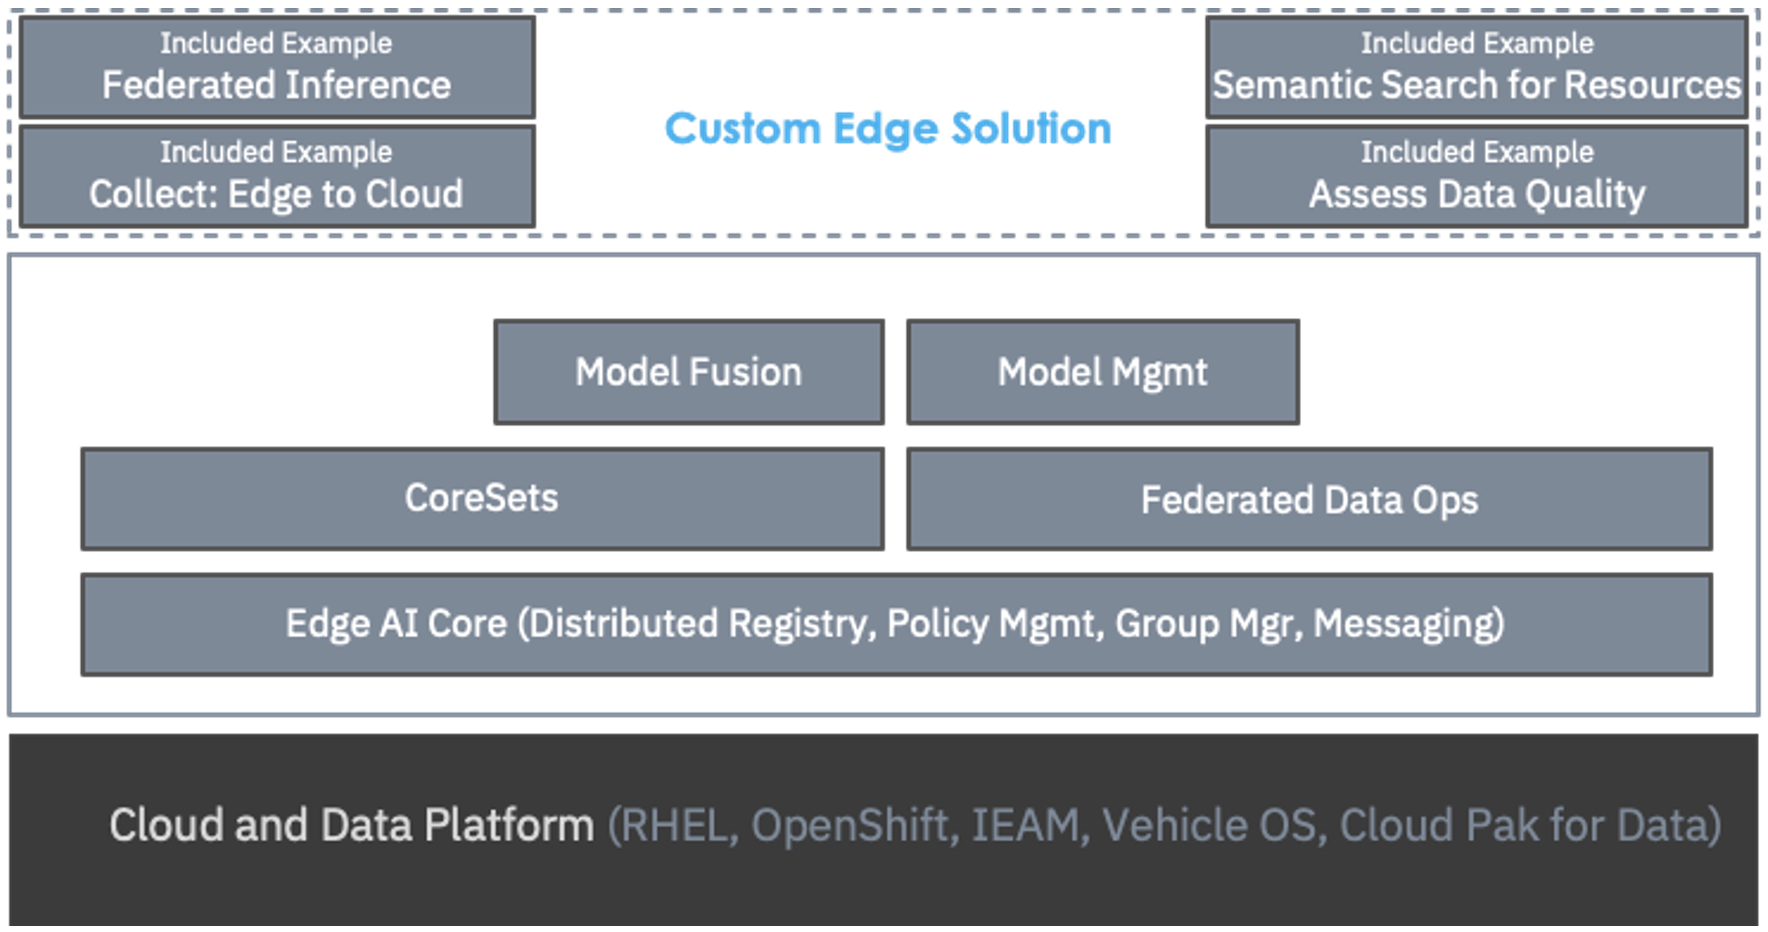 Included Example
Federated Inference
Included Example
Collect: Edge to Cloud
Custom Edge Solution
Included Example
Semantic Search for Resources
Included Example
Assess Data Quality
Model Fusion
Model Mgmt
CoreSets
Federated Data Ops
Edge AI Core (Distributed Registry, Policy Mgmt, Group Mgr, Messaging)
Cloud and Data Platform (RHEL, OpenShift, IEAM, Vehicle OS, Cloud Pak for Data)